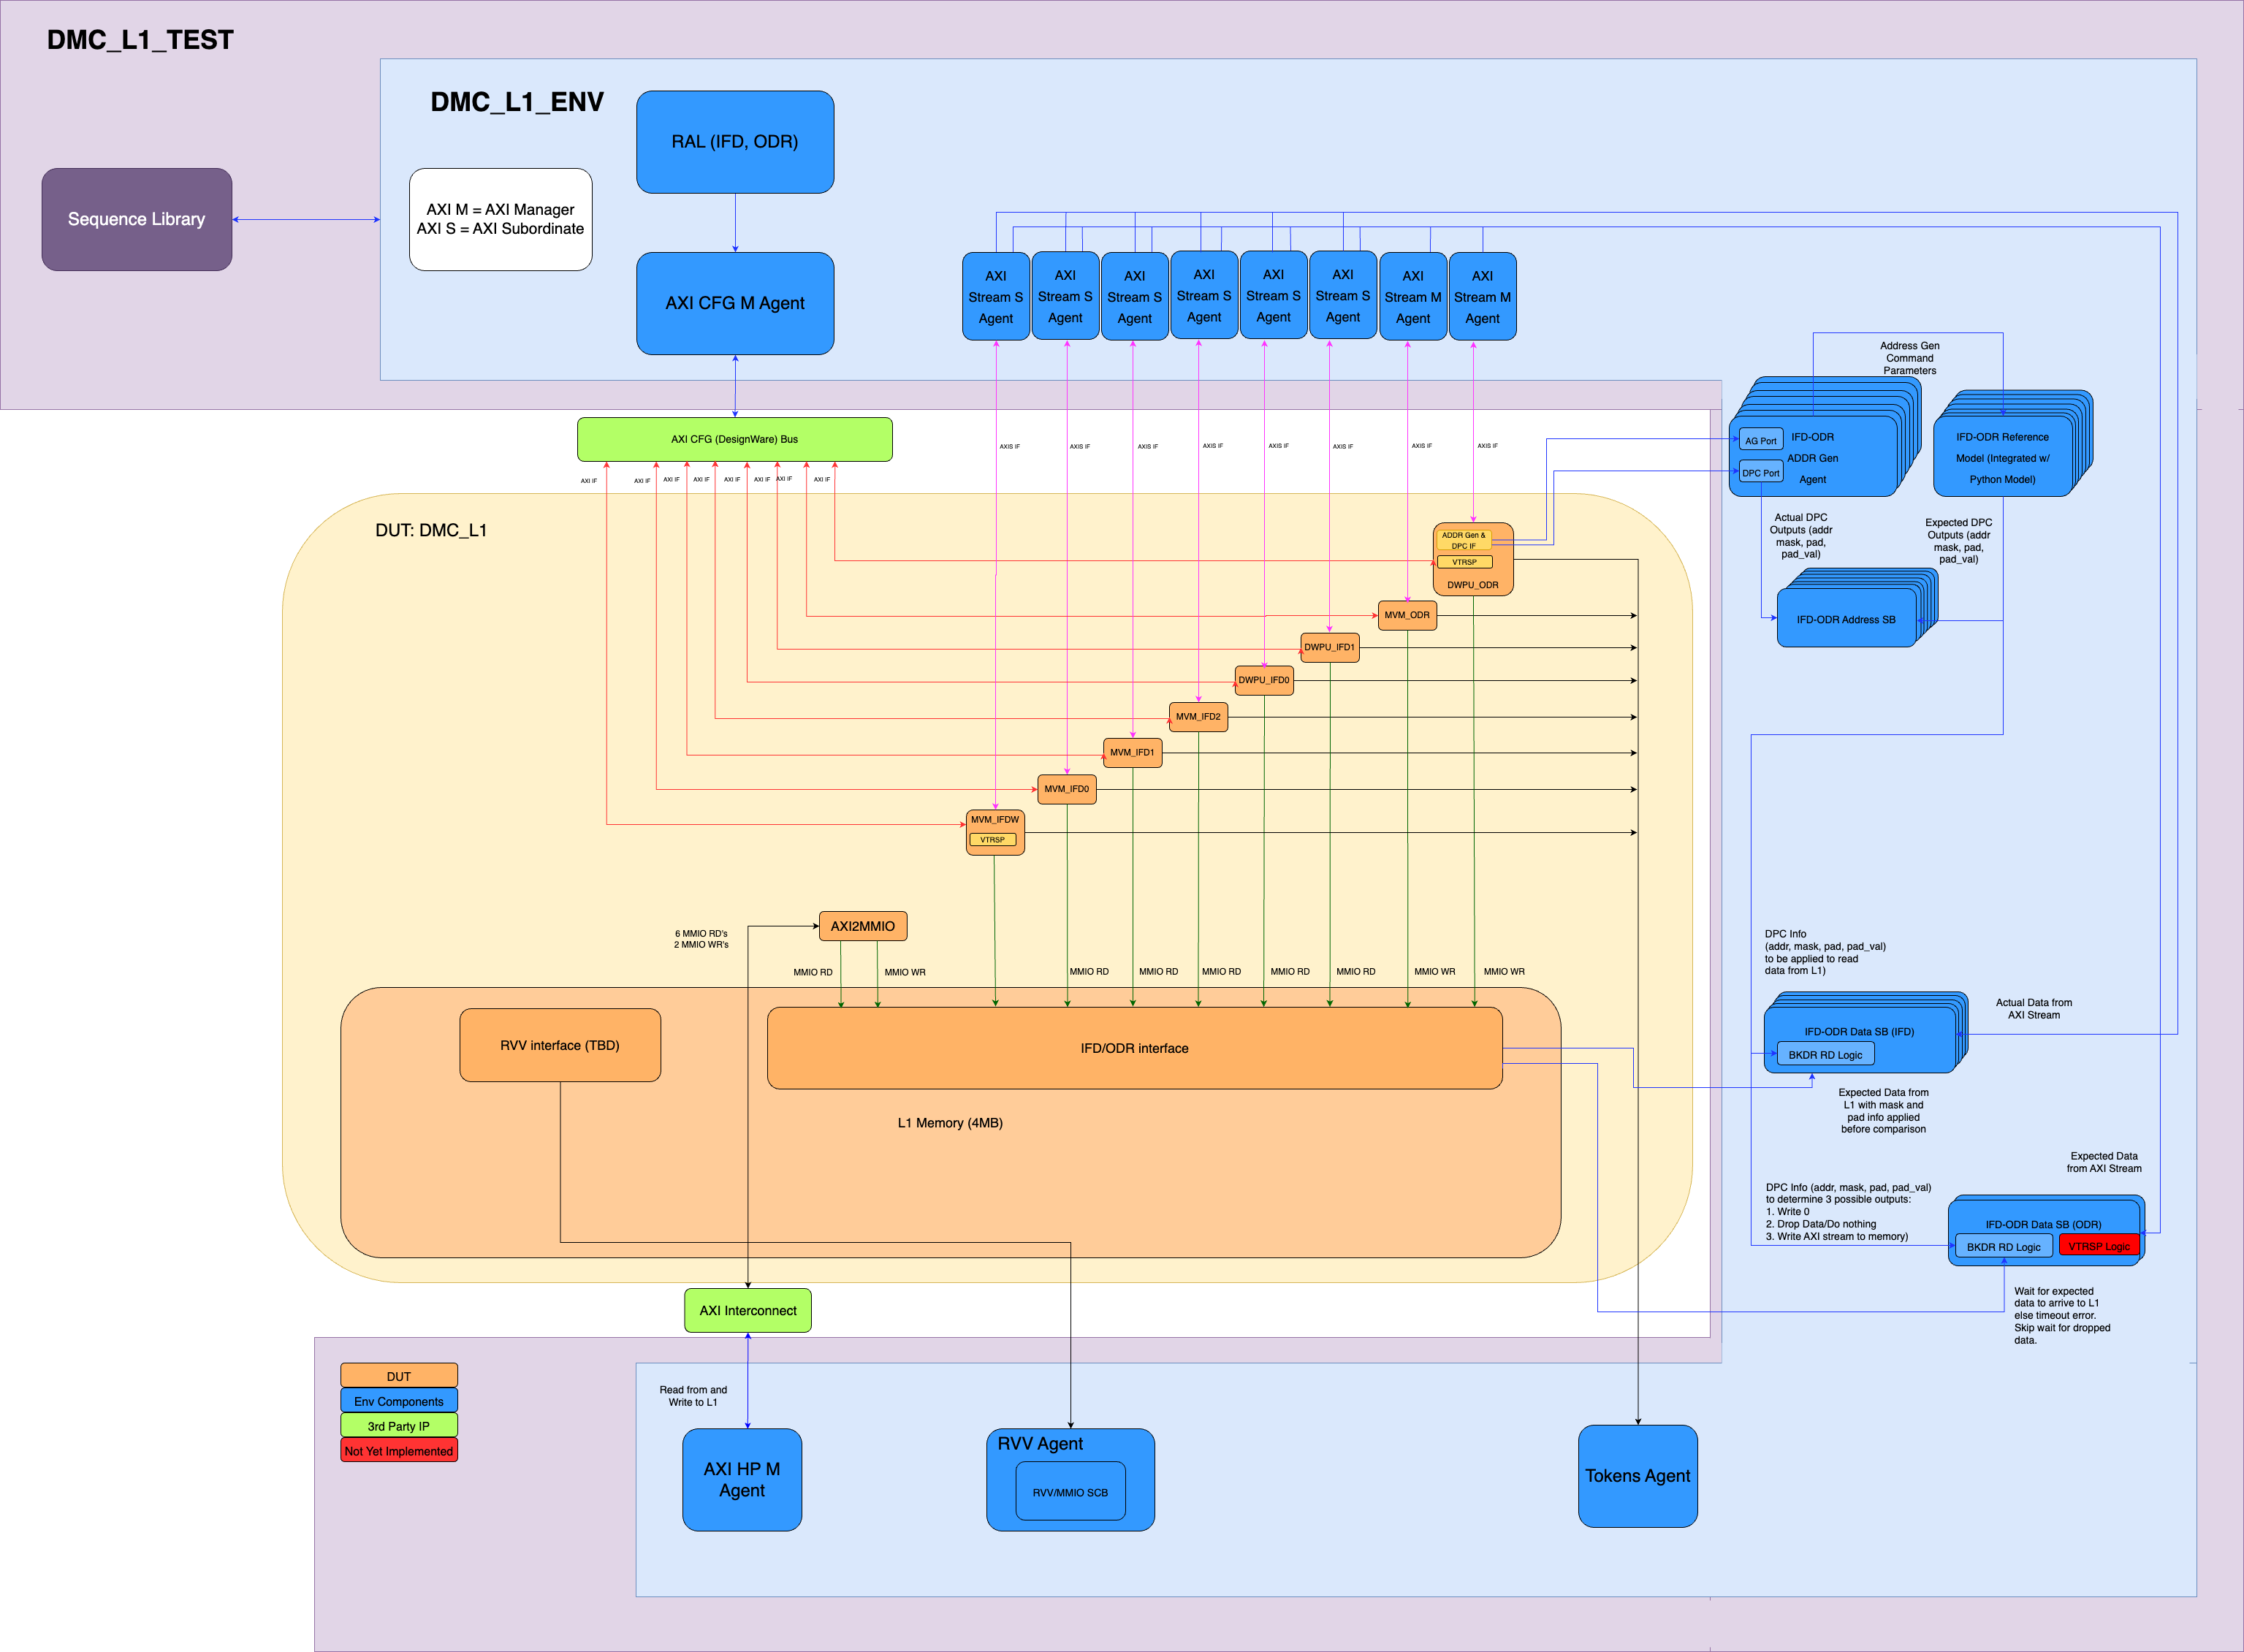 DMC_L1_TEST
DMC_L1_ENV
RAL (IFD, ODR)
Sequence Library
AXI M = AXI Manager
AXI S = AXI Subordinate
AXI CFG M Agent
AXI
Stream S
Agent
AXI
Stream S
Agent
AXI
Stream S
Agent
AXI
Stream S
Agent
AXI
Stream S
Agent
AXI
Stream S
Agent
AXI
Stream M
Agent
AXI
Stream M
Agent
Address Gen
Command
Parameters
AXI CFG (DesignWare) Bus
AXIS IF
AXIS IF
AXIS IF
AXIS IF
AXIS IF
AXIS IF
AXIS IF
AXIS IF
AG Port
DPC Port
IFD-ODR
ADDR Gen
Agent
IFD-ODR Reference
Model (Integrated w/
Python Model)
AXI IF
AXI IF
AXI IF
AXI IF
AXI IF
AXI IF
AXI IF
AXI IF
DUT: DMC_L1
Actual DPC
Outputs (addr
mask, pad,
pad_val)
Expected DPC
Outputs (addr
mask, pad,
pad_val)
ADDR Gen &
DPC IF
VTRSP
DWPU_ODR
MVM_ODR
IFD-ODR Address SB
DWPU_IFD1
DWPU_IFD0
MVM_IFD2
MVM_IFD1
MVM_IFD0
MVM_IFDW
VTRSP
AXI2MMIO
6 MMIO RD's
2 MMIO WR's
MMIO RD
MMIO WR
MMIO RD
MMIO RD
MMIO RD
MMIO RD
MMIO RD
MMIO WR
MMIO WR
DPC Info
(addr, mask, pad, pad_val)
to be applied to read
data from L1)
Actual Data from
AXI Stream
RVV interface (TBD)
IFD/ODR interface
IFD-ODR Data SB (IFD)
BKDR RD Logic
L1 Memory (4MB)
Expected Data from
L1 with mask and
pad info applied
before comparison
Expected Data
from AXI Stream
DPC Info (addr, mask, pad, pad_val)
to determine 3 possible outputs:
1. Write 0
2. Drop Data/Do nothing
3. Write AXI stream to memory)
IFD-ODR Data SB (ODR)
BKDR RD Logic
VTRSP Logic
AXI Interconnect
Wait for expected
data to arrive to L1
else timeout error.
Skip wait for dropped
data.
DUT
Env Components
3rd Party IP
Not Yet Implemented
Read from and
Write to L1
AXI HP M
Agent
RVV Agent
RVV/MMIO SCB
Tokens Agent